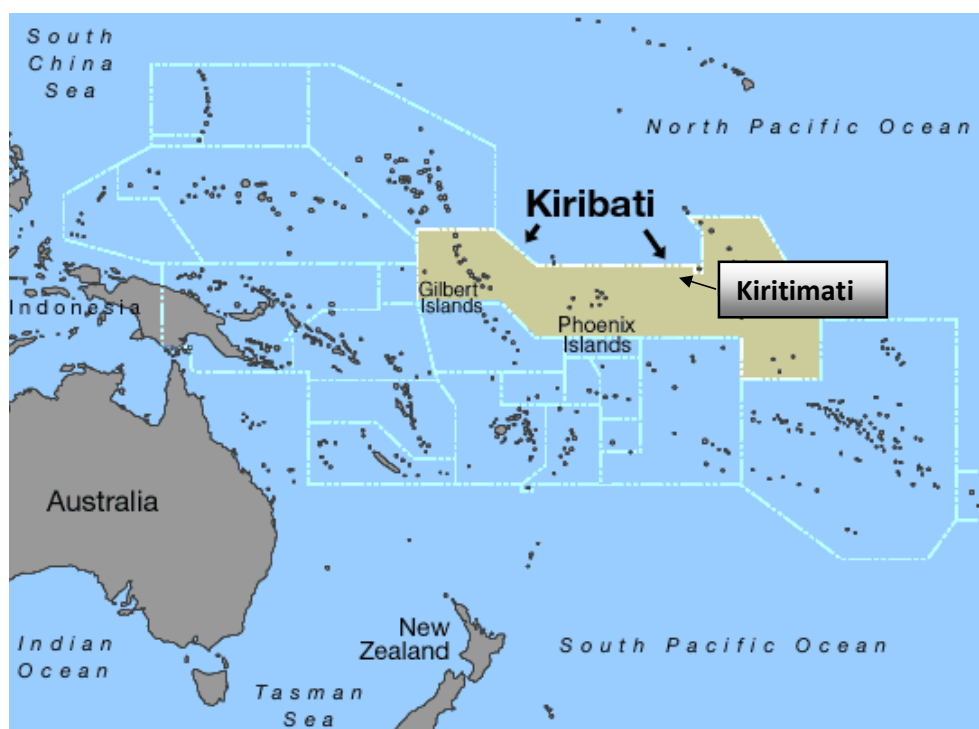 South
China
Sea
North Pacific Ocean
Kiribati
Kiritimati
Gilbert
Islands
Indonesia
Phoenix
Islands
Australia
New
Zealand
Indian
Ocean
South Pacific Ocean
Tasman
Sea